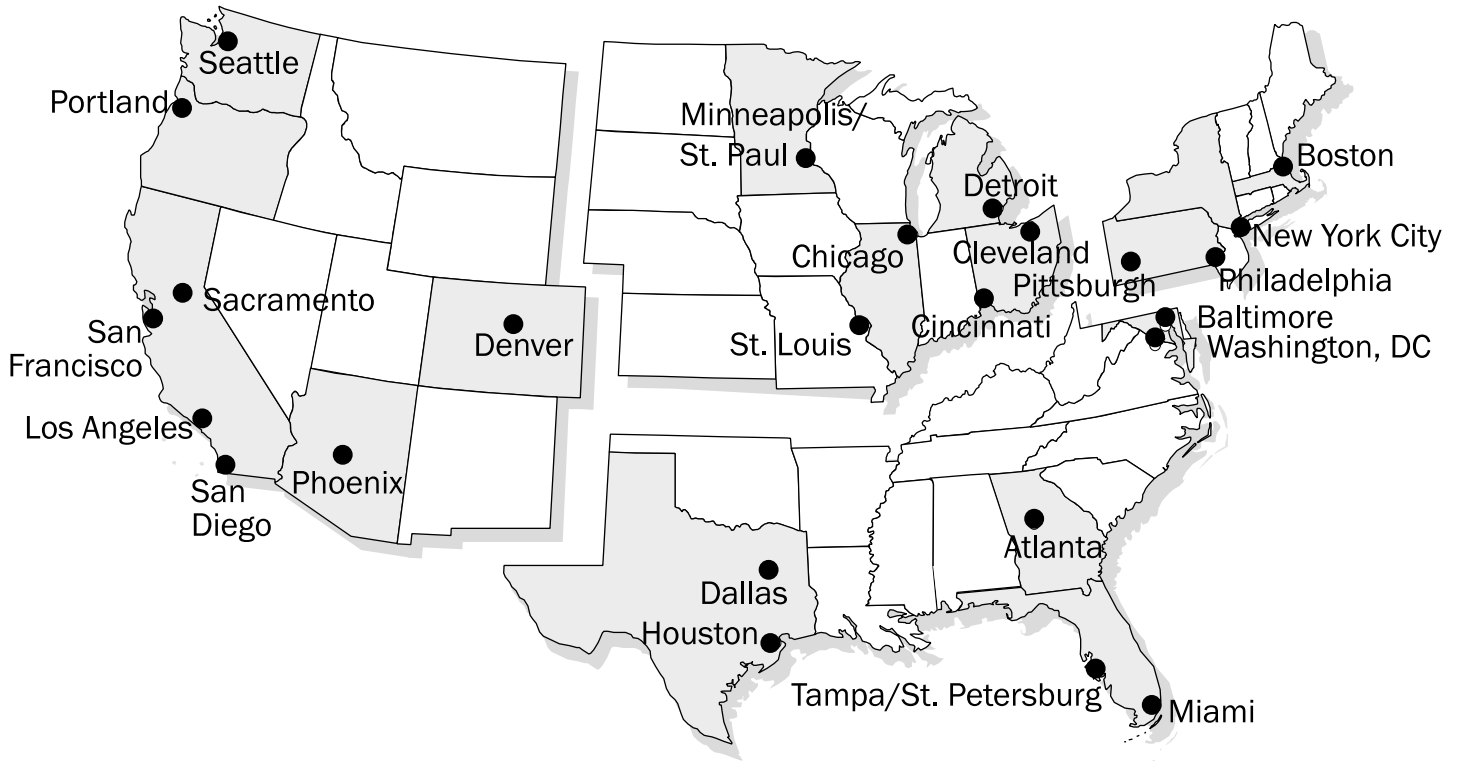 Seattle
Portland
Minneapolis/
St. Paul
Boston
Detroit
New York City
Chicago
Cleveland
Pittsburgh
Philadelphia
Sacramento
Baltimore
San
Francisco
Cincinnati
Denver
St. Louis
Washington, DC
Los Angeles
Phoenix
San
Diego
Atlanta
Dallas
Houston
Tampa/St. Petersburg
Miami